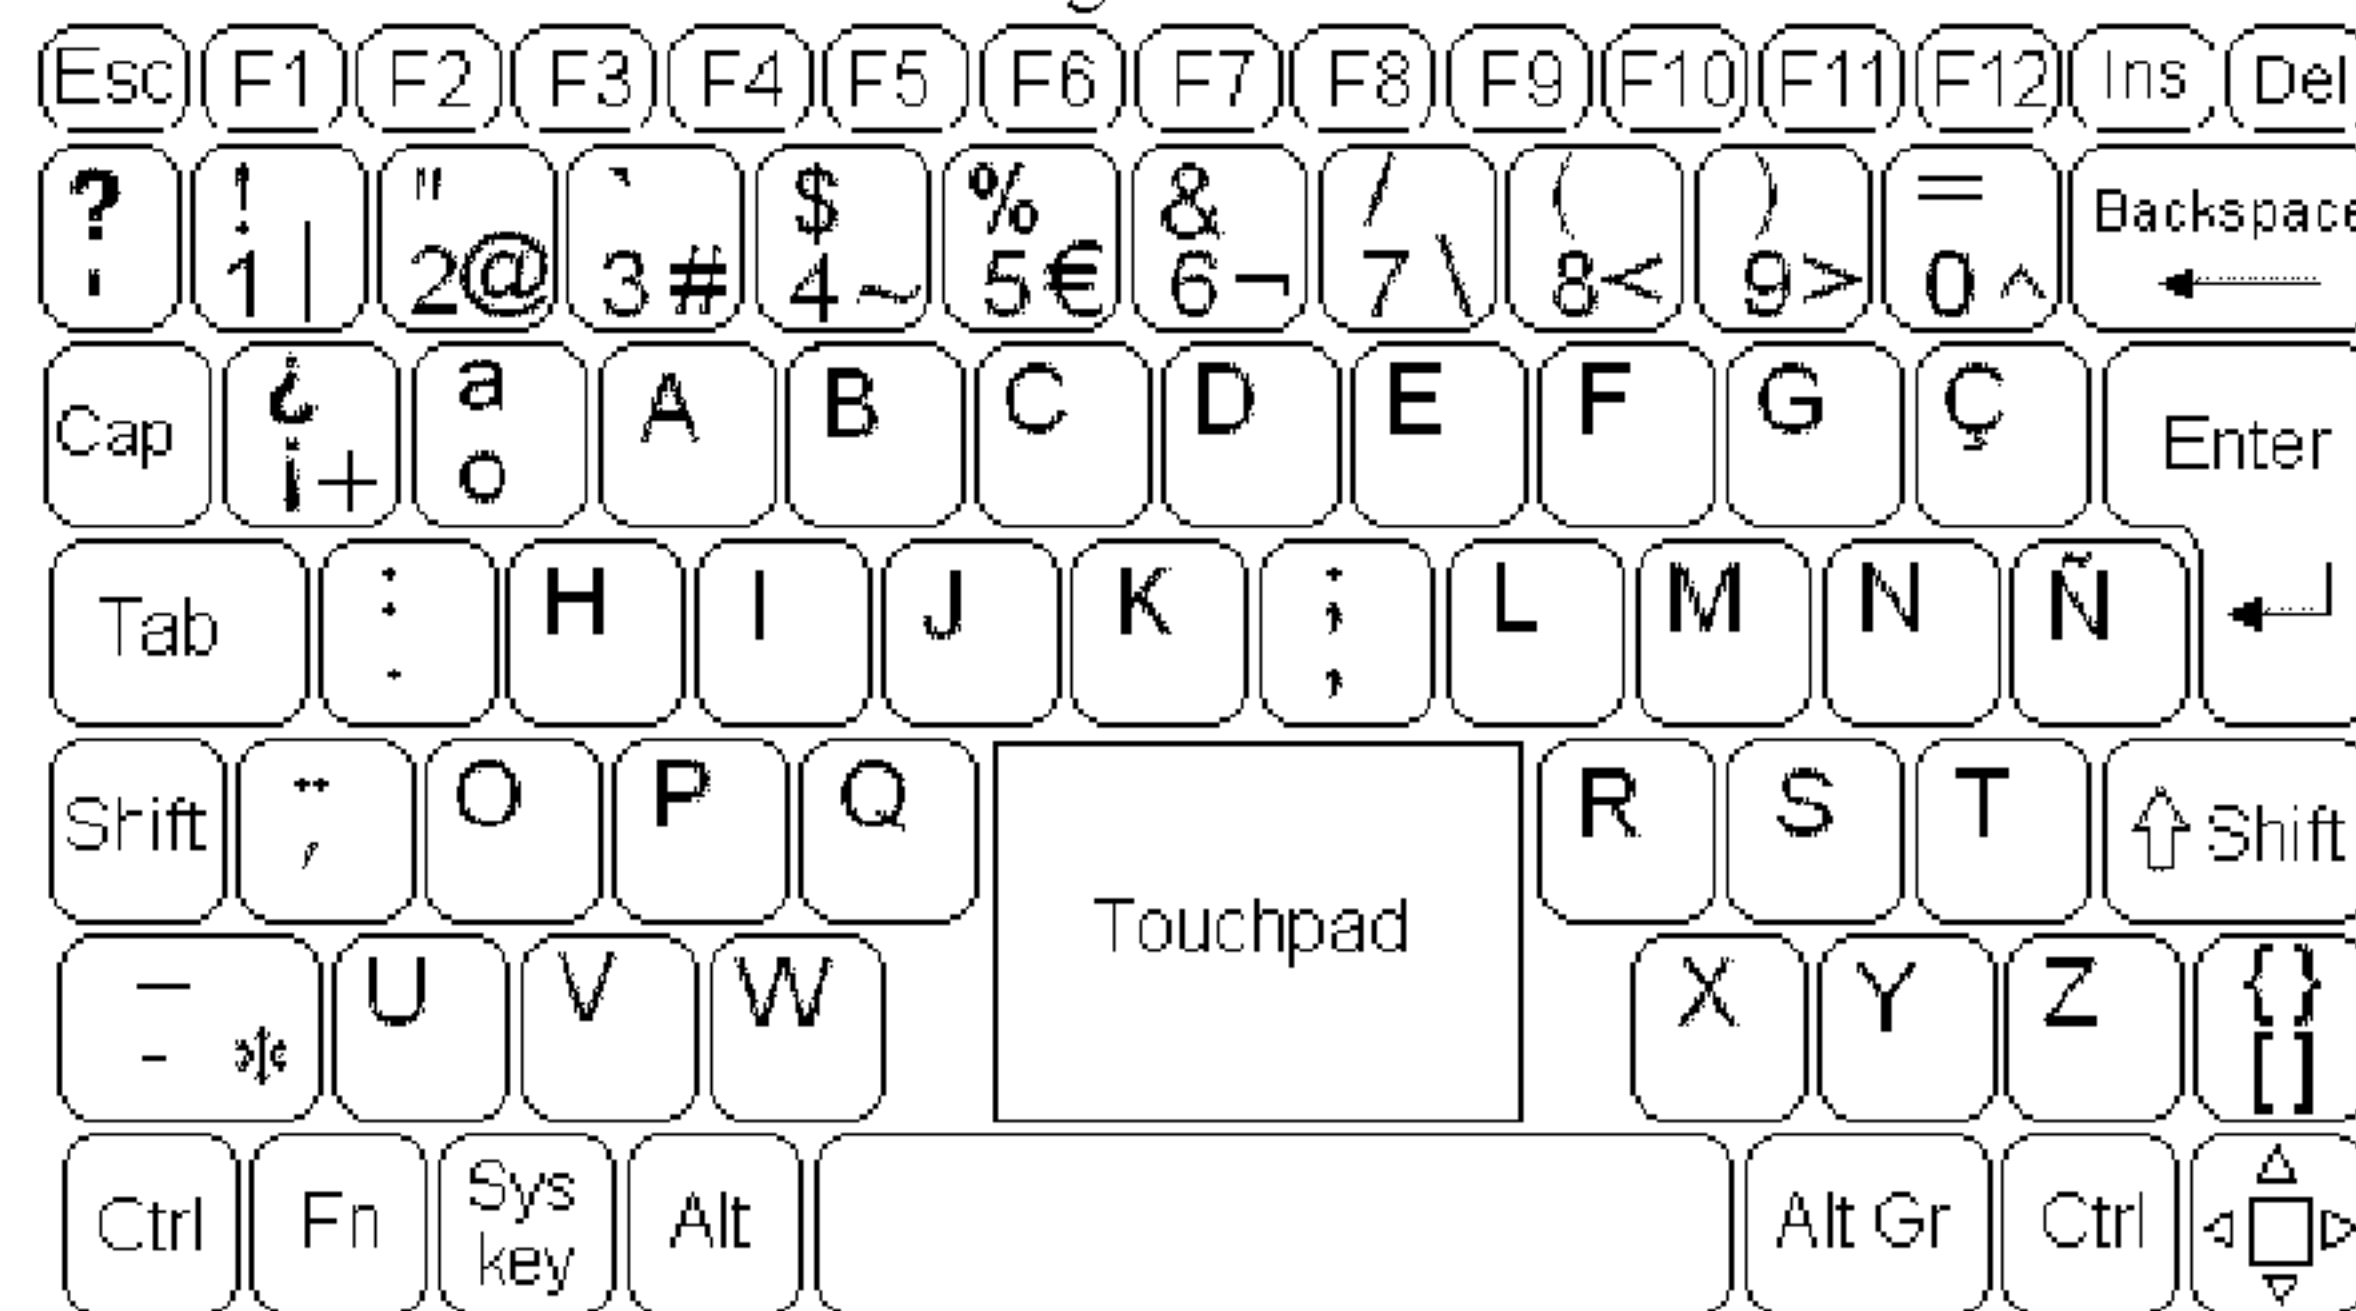 Esc F1 F2 F3 F4 F5 F6 F7 F8 F9 F10 F11 F12 Ins Del
? ! " ` $ % & / ( ) = Backspace
' 1 | 2 @ 3 # 4 ~ 5 € 6 ¬ 7 \ 8 < 9 > 0 ^
Cap ¿ a A B C D E F G Ç Enter
¡ + o
Tab : H I J K ; L M N Ñ
. ,
Shift ¨ O P Q R S T Shift
,
Touchpad
_ U V W X Y Z { }
- * [ ]
Ctrl Fn Sys key Alt Alt Gr Ctrl